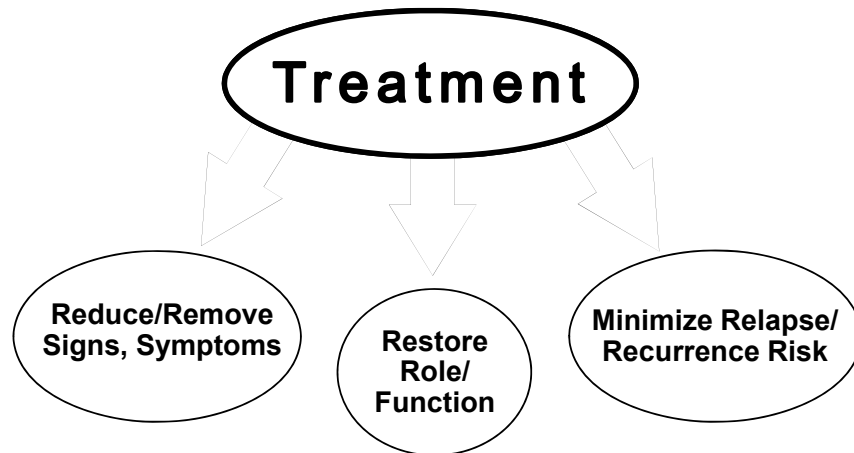 Treatment
Reduce/Remove
Signs, Symptoms
Restore
Role/
Function
Minimize Relapse/
Recurrence Risk